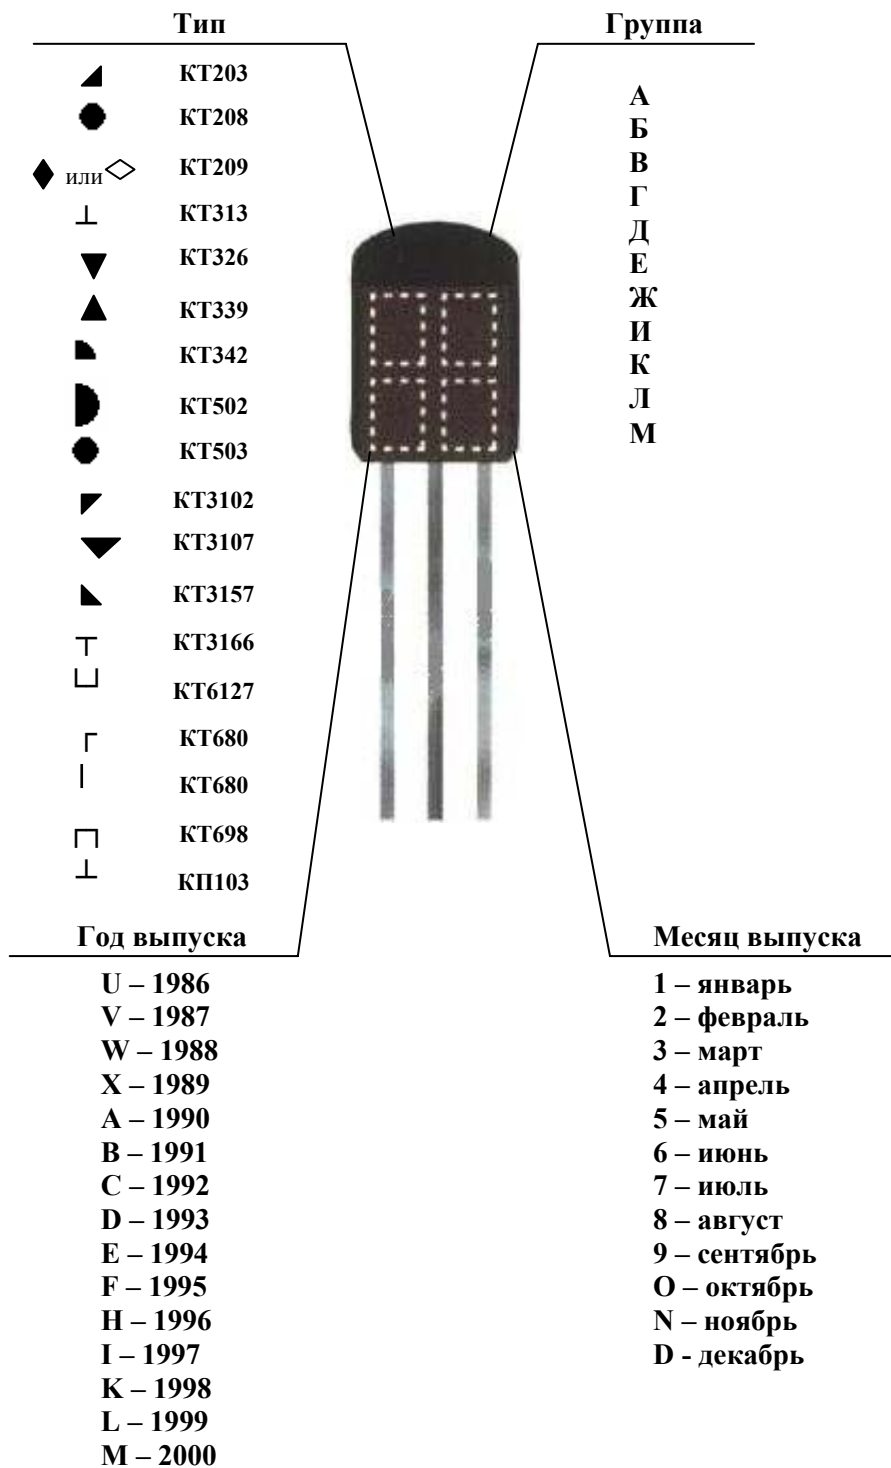 Тип
КТ203
КТ208
или КТ209
КТ313
КТ326
КТ339
КТ342
КТ502
КТ503
КТ3102
КТ3107
КТ3157
КТ3166
КТ6127
КТ680
КТ680
КТ698
КП103
Группа
А
Б
В
Г
Д
Е
Ж
И
К
Л
М
Год выпуска
U – 1986
V – 1987
W – 1988
X – 1989
A – 1990
B – 1991
C – 1992
D – 1993
E – 1994
F – 1995
H – 1996
I – 1997
K – 1998
L – 1999
M – 2000
Месяц выпуска
1 – январь
2 – февраль
3 – март
4 – апрель
5 – май
6 – июнь
7 – июль
8 – август
9 – сентябрь
O – октябрь
N – ноябрь
D - декабрь